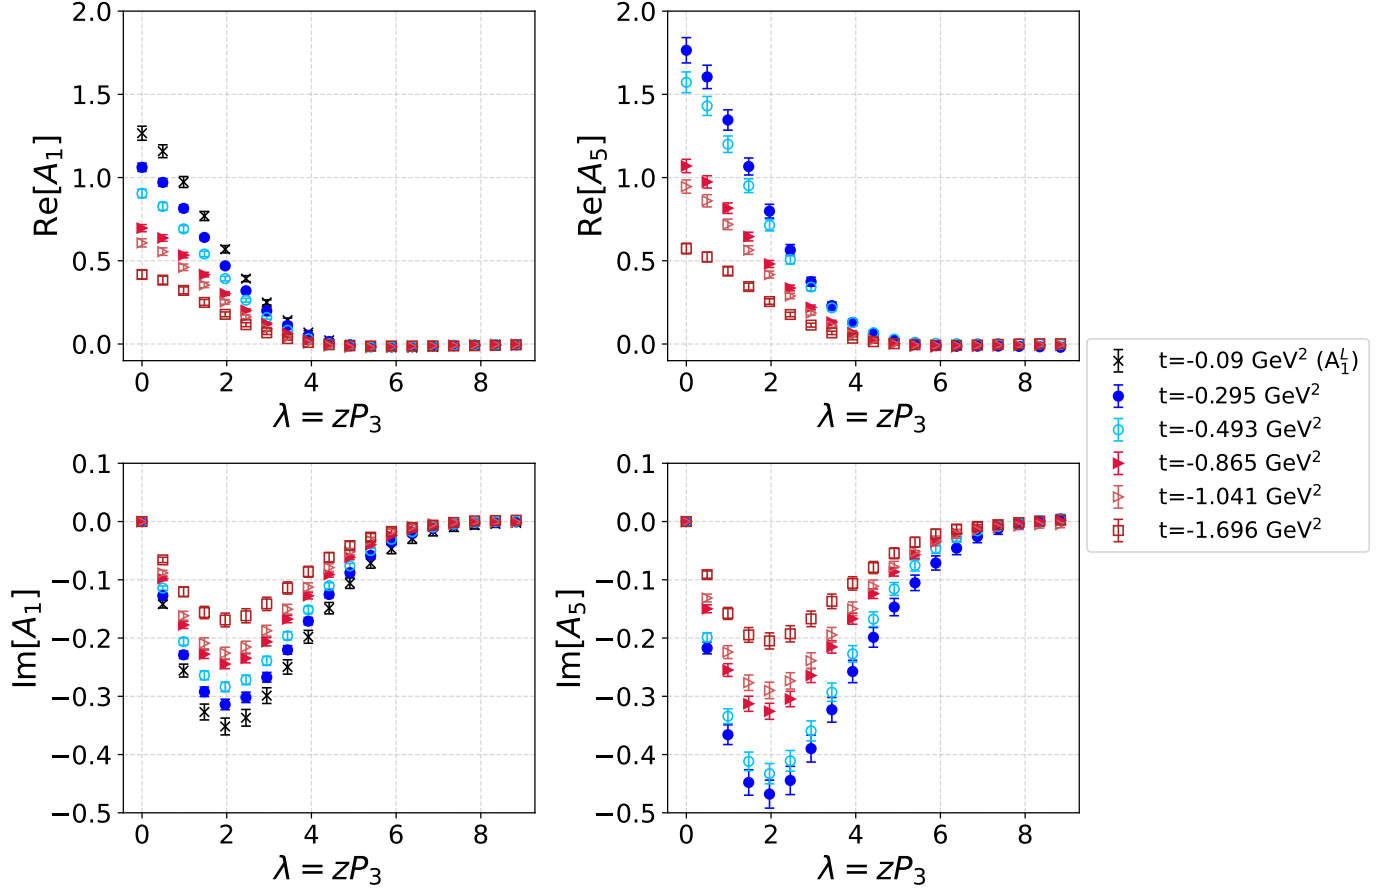 2.0
1.5
1.0
0.5
0.0
Re[A₁]
0 2 4 6 8
λ = zP₃
2.0
1.5
1.0
0.5
0.0
Re[A₅]
0 2 4 6 8
λ = zP₃
0.1
0.0
−0.1
−0.2
−0.3
−0.4
−0.5
Im[A₁]
0 2 4 6 8
λ = zP₃
0.1
0.0
−0.1
−0.2
−0.3
−0.4
−0.5
Im[A₅]
0 2 4 6 8
λ = zP₃
t=-0.09 GeV² (A₁ˡ)
t=-0.295 GeV²
t=-0.493 GeV²
t=-0.865 GeV²
t=-1.041 GeV²
t=-1.696 GeV²